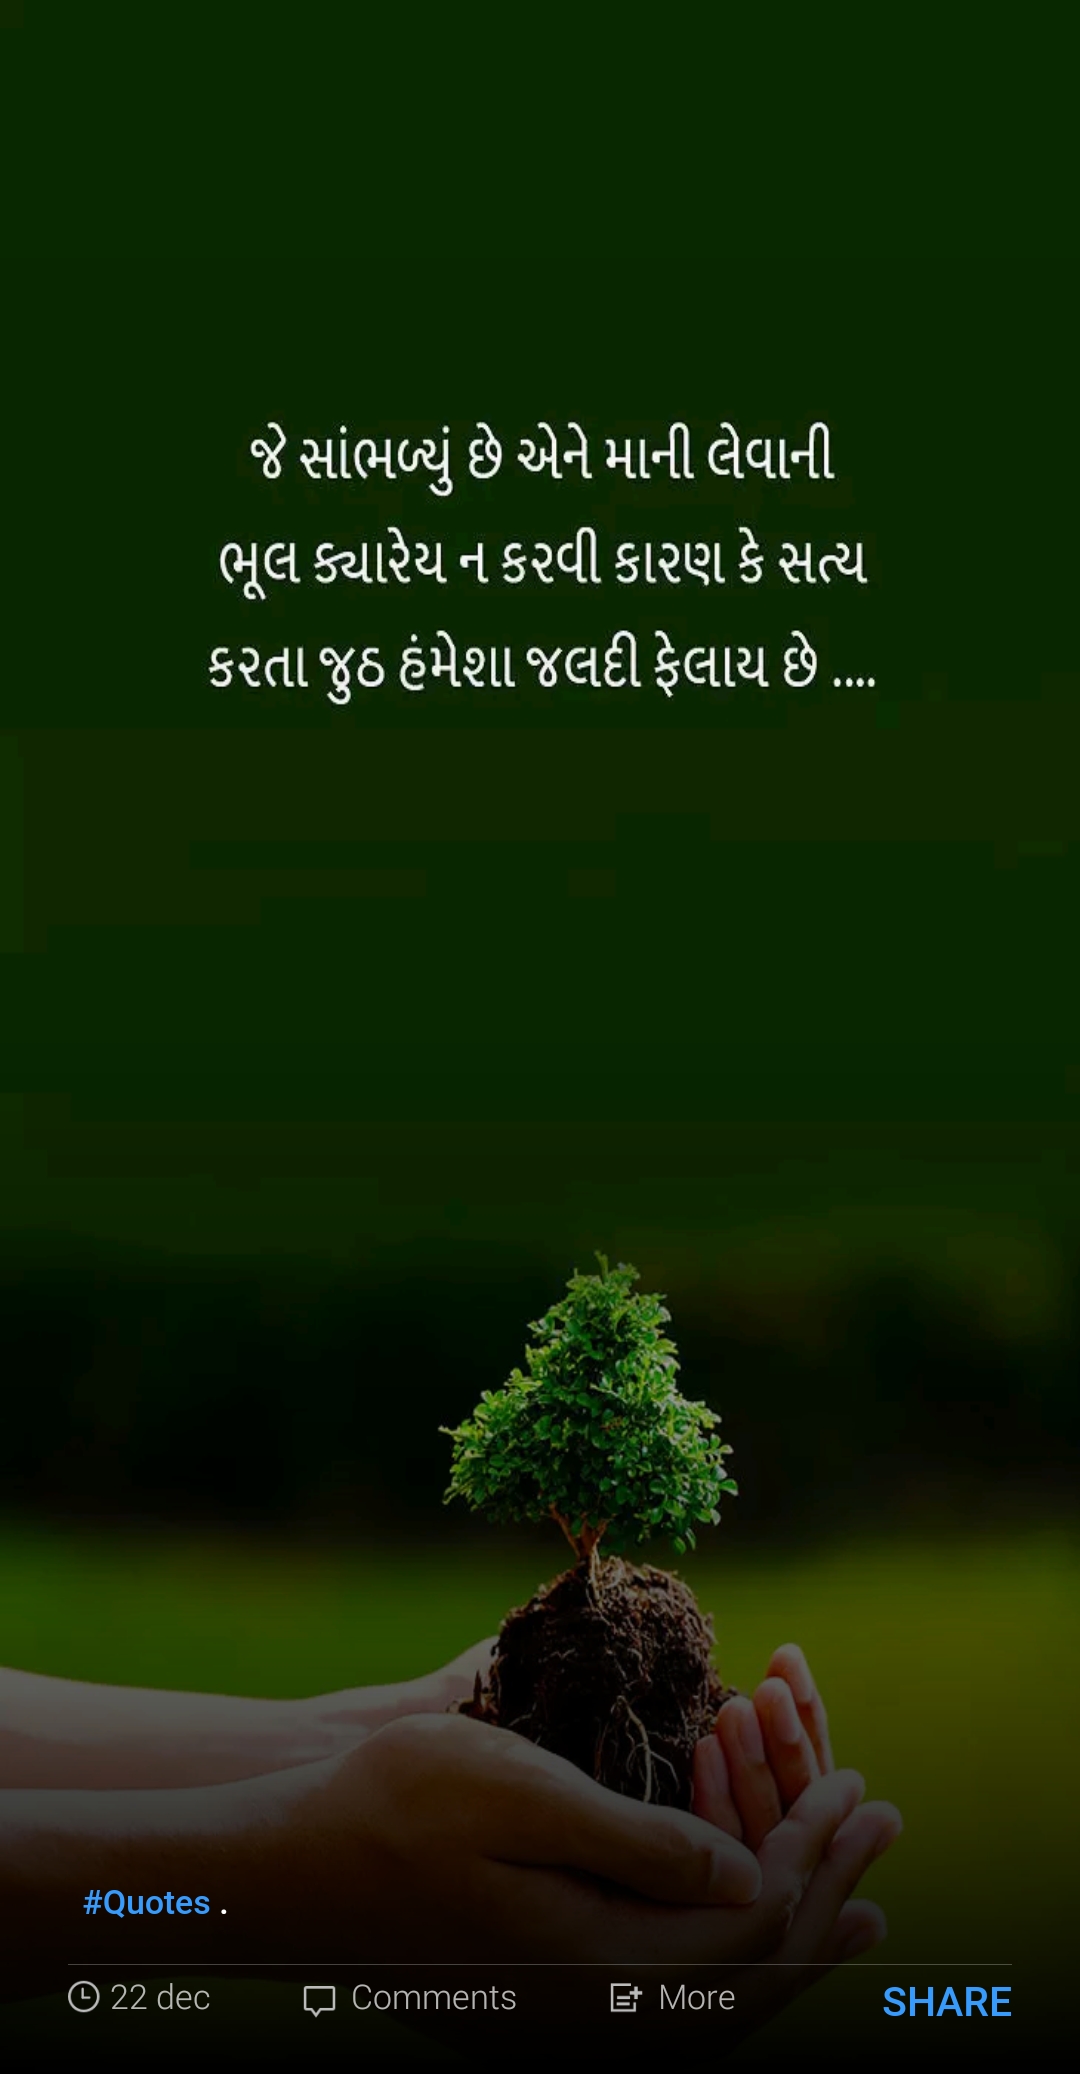 જે સાંભળ્યું છે એને માની લેવાની
ભૂલ ક્યારેય ન કરવી કારણ કે સત્ય
કરતા જુઠ હંમેશા જલદી ફેલાય છે ....
#Quotes .
22 dec Comments More SHARE